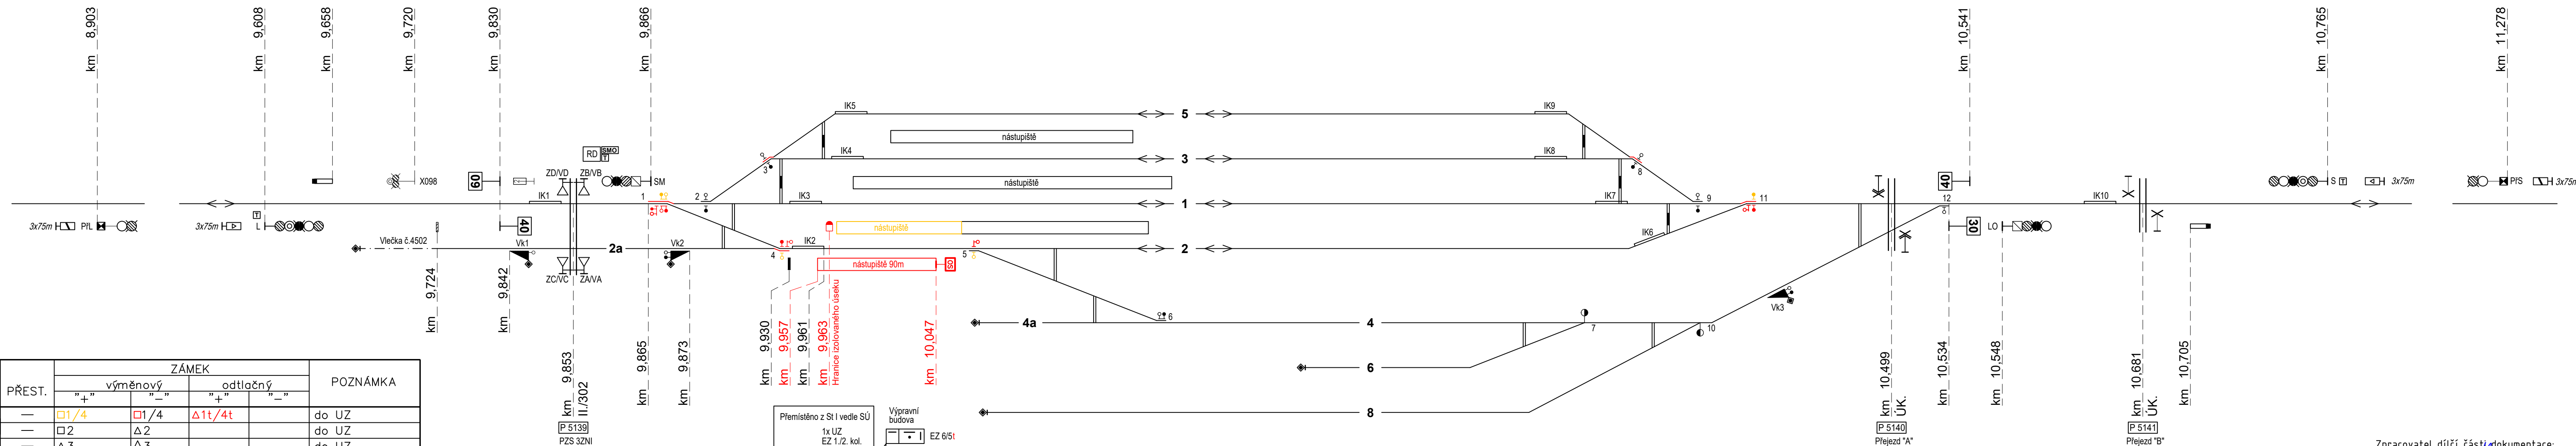 km 8,903
km 9,608
km 9,658
km 9,720
km 9,830
km 9,866
km 10,541
km 10,765
km 11,278
IK5
5
IK9
nástupiště
RD
SMO
T
ZD/VD
ZB/VB
3
IK4
3
IK8
8
X098
60
SM
nástupiště
40
S T
3x75m
PřS
3x75m
IK1
1
2
IK3
1
IK7
9
11
12
IK10
3x75m
PřL
3x75m
T
L
40
nástupiště
IK6
30
LO
Vlečka č.4502
Vk1
2a
Vk2
4
IK2
5
2
ZC/VC
ZA/VA
nástupiště 90m
OS
Vk3
km 9,724
km 9,842
6
4a
4
7
10
km 9,930
km 9,957
km 9,961
km 9,963
Hranice izolovaného úseku
km 10,047
km 9,853
II./302
km 9,865
km 9,873
6
km 10,499
ÚK.
km 10,534
km 10,548
km 10,681
ÚK.
km 10,705
8
P 5139
PZS 3ZNI
P 5140
Přejezd "A"
P 5141
Přejezd "B"
PŘEST.
ZÁMEK
POZNÁMKA
výměnový
odtlačný
"+"
"-"
"+"
"-"
— □1/4 □1/4 △1t/4t do UZ
— □2 △2 do UZ
Přemístěno z St I vedle SÚ
1x UZ
EZ 1./2. kol.
Výpravní
budova
EZ 6/5t